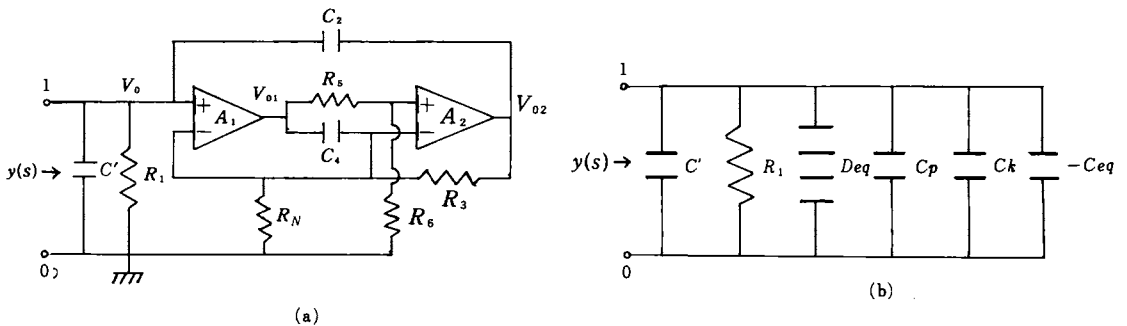 C₂
1
V₀
V₀₁
R₅
V₀₂
+
A₁
−
+
A₂
−
C₄
y(s) →
C'
R₁
R_N
R₆
R₃
0
(a)
1
y(s) →
C'
R₁
Deq
Cp
Ck
−Ceq
0
(b)